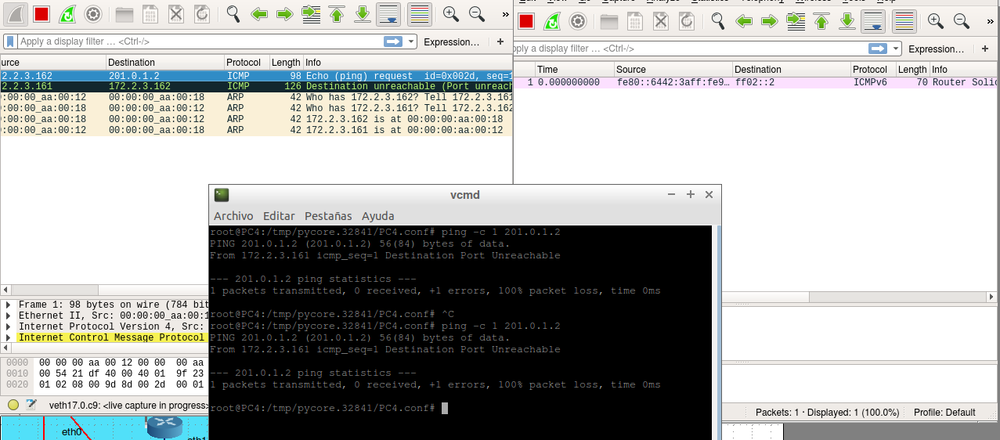 Apply a display filter … <Ctrl-/>
Expression…
+
Destination Protocol Length Info
2.2.3.162 201.0.1.2 ICMP 98 Echo (ping) request id=0x002d, seq=1
2.2.3.161 172.2.3.162 ICMP 126 Destination unreachable (Port unreach
:00:00_aa:00:12 00:00:00_aa:00:18 ARP 42 Who has 172.2.3.162? Tell 172.2.3.161
:00:00_aa:00:18 00:00:00_aa:00:12 ARP 42 Who has 172.2.3.161? Tell 172.2.3.162
:00:00_aa:00:18 00:00:00_aa:00:12 ARP 42 172.2.3.162 is at 00:00:00:aa:00:18
:00:00_aa:00:12 00:00:00_aa:00:18 ARP 42 172.2.3.161 is at 00:00:00:aa:00:12
Frame 1: 98 bytes on wire (784 bit
Ethernet II, Src: 00:00:00_aa:00:1
Internet Protocol Version 4, Src:
Internet Control Message Protocol
0000 00 00 00 aa 00 12 00 00 00 aa
0010 00 54 21 df 40 00 40 01 9f 23
0020 01 02 08 00 9d 8d 00 2d 00 01
veth17.0.c9: <live capture in progress>
eth0
pply a display filter … <Ctrl-/>
Expression…
+
Time Source Destination Protocol Length Info
1 0.000000000 fe80::6442:3aff:fe9… ff02::2 ICMPv6 70 Router Solic
Packets: 1 · Displayed: 1 (100.0%) Profile: Default
vcmd
Archivo Editar Pestañas Ayuda
root@PC4:/tmp/pycore.32841/PC4.conf# ping -c 1 201.0.1.2
PING 201.0.1.2 (201.0.1.2) 56(84) bytes of data.
From 172.2.3.161 icmp_seq=1 Destination Port Unreachable
--- 201.0.1.2 ping statistics ---
1 packets transmitted, 0 received, +1 errors, 100% packet loss, time 0ms
root@PC4:/tmp/pycore.32841/PC4.conf# ^C
root@PC4:/tmp/pycore.32841/PC4.conf# ping -c 1 201.0.1.2
PING 201.0.1.2 (201.0.1.2) 56(84) bytes of data.
From 172.2.3.161 icmp_seq=1 Destination Port Unreachable
--- 201.0.1.2 ping statistics ---
1 packets transmitted, 0 received, +1 errors, 100% packet loss, time 0ms
root@PC4:/tmp/pycore.32841/PC4.conf#